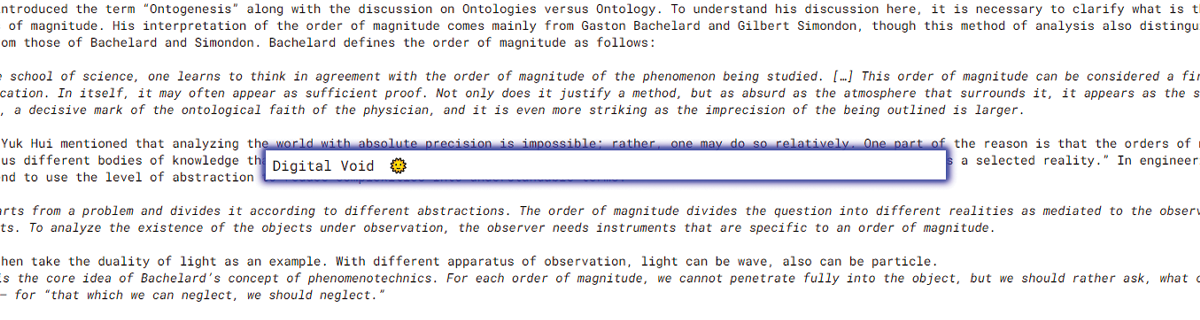 ntroduced the term “Ontogenesis” along with the discussion on Ontologies versus Ontology. To understand his discussion here, it is necessary to clarify what is
of magnitude. His interpretation of the order of magnitude comes mainly from Gaston Bachelard and Gilbert Simondon, though this method of analysis also distingu
om those of Bachelard and Simondon. Bachelard defines the order of magnitude as follows:
school of science, one learns to think in agreement with the order of magnitude of the phenomenon being studied. […] This order of magnitude can be considered a
cation. In itself, it may often appear as sufficient proof. Not only does it justify a method, but as absurd as the atmosphere that surrounds it, it appears as the s
, a decisive mark of the ontological faith of the physician, and it is even more striking as the imprecision of the being outlined is larger.
Yuk Hui mentioned that analyzing the world with absolute precision is impossible; rather, one may do so relatively. One part of the reason is that the orders of
us different bodies of knowledge th
Digital Void
s a selected reality.” In engineer
nd to use the level of abstraction
rts from a problem and divides it according to different abstractions. The order of magnitude divides the question into different realities as mediated to the observ
ts. To analyze the existence of the objects under observation, the observer needs instruments that are specific to an order of magnitude.
hen take the duality of light as an example. With different apparatus of observation, light can be wave, also can be particle.
is the core idea of Bachelard’s concept of phenomenotechnics. For each order of magnitude, we cannot penetrate fully into the object, but we should rather ask, what
— for “that which we can neglect, we should neglect.”